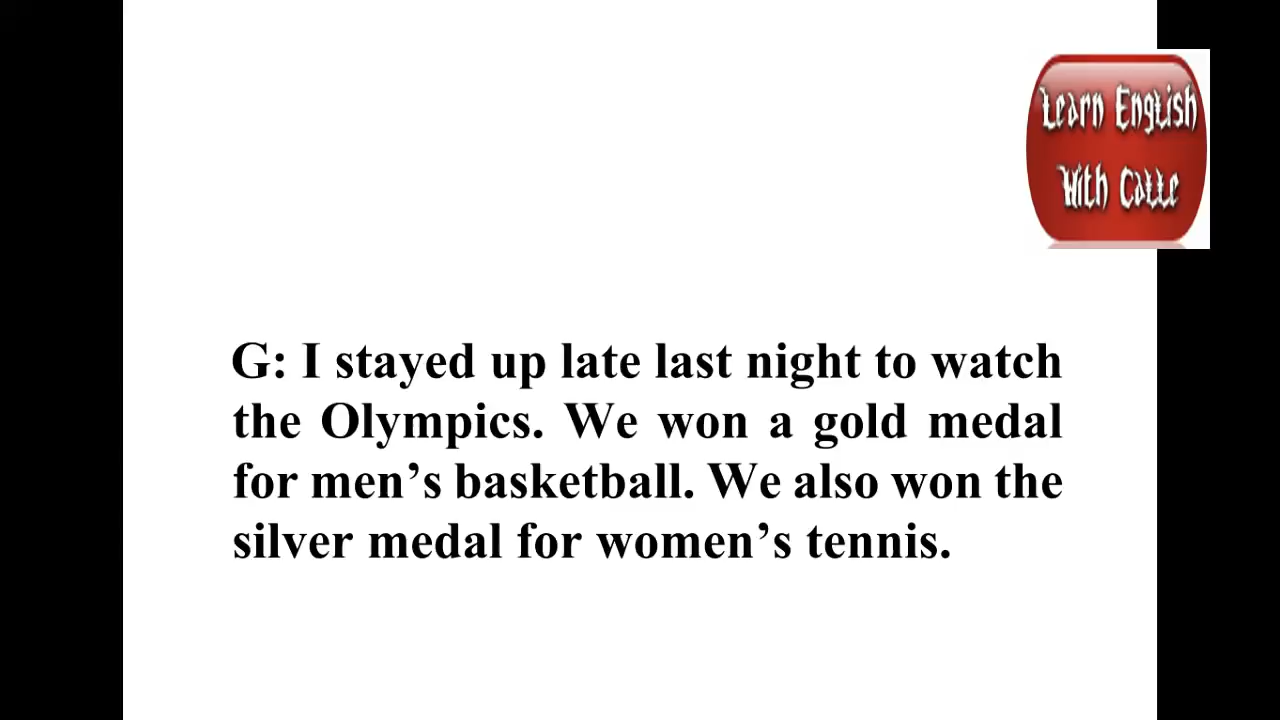 Learn English
With Calle
G: I stayed up late last night to watch
the Olympics. We won a gold medal
for men’s basketball. We also won the
silver medal for women’s tennis.